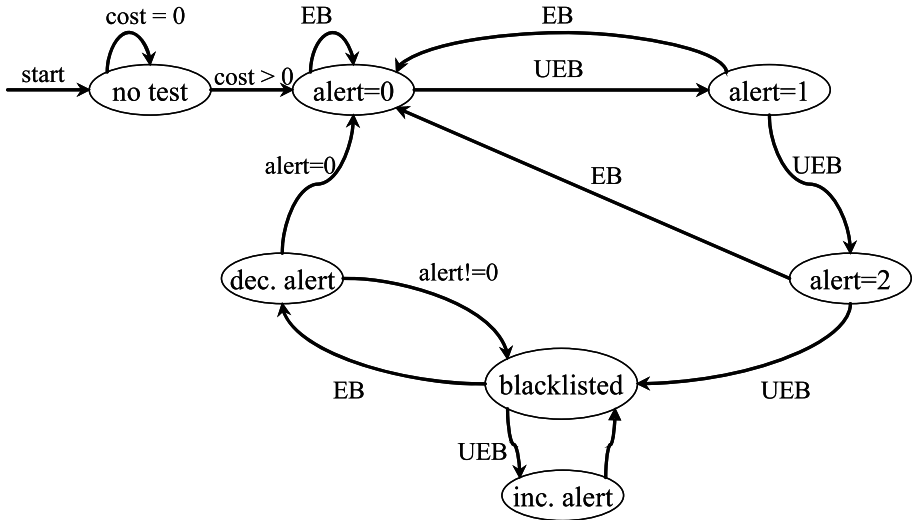 cost = 0
EB
EB
start
no test
cost > 0
alert=0
UEB
alert=1
alert=0
EB
UEB
dec. alert
alert!=0
alert=2
EB
blacklisted
UEB
UEB
inc. alert